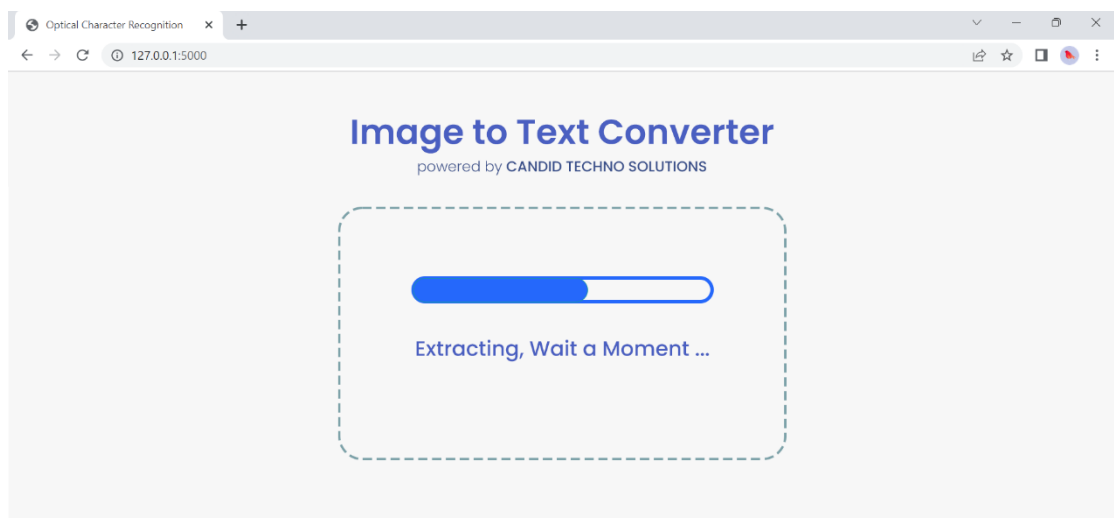 Optical Character Recognition
127.0.0.1:5000
Image to Text Converter
powered by CANDID TECHNO SOLUTIONS
Extracting, Wait a Moment ...